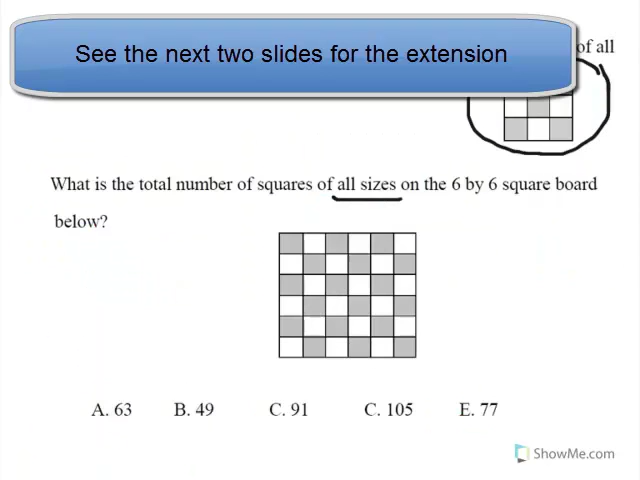 See the next two slides for the extension
of all
What is the total number of squares of all sizes on the 6 by 6 square board
below?
A. 63 B. 49 C. 91 C. 105 E. 77
ShowMe.com